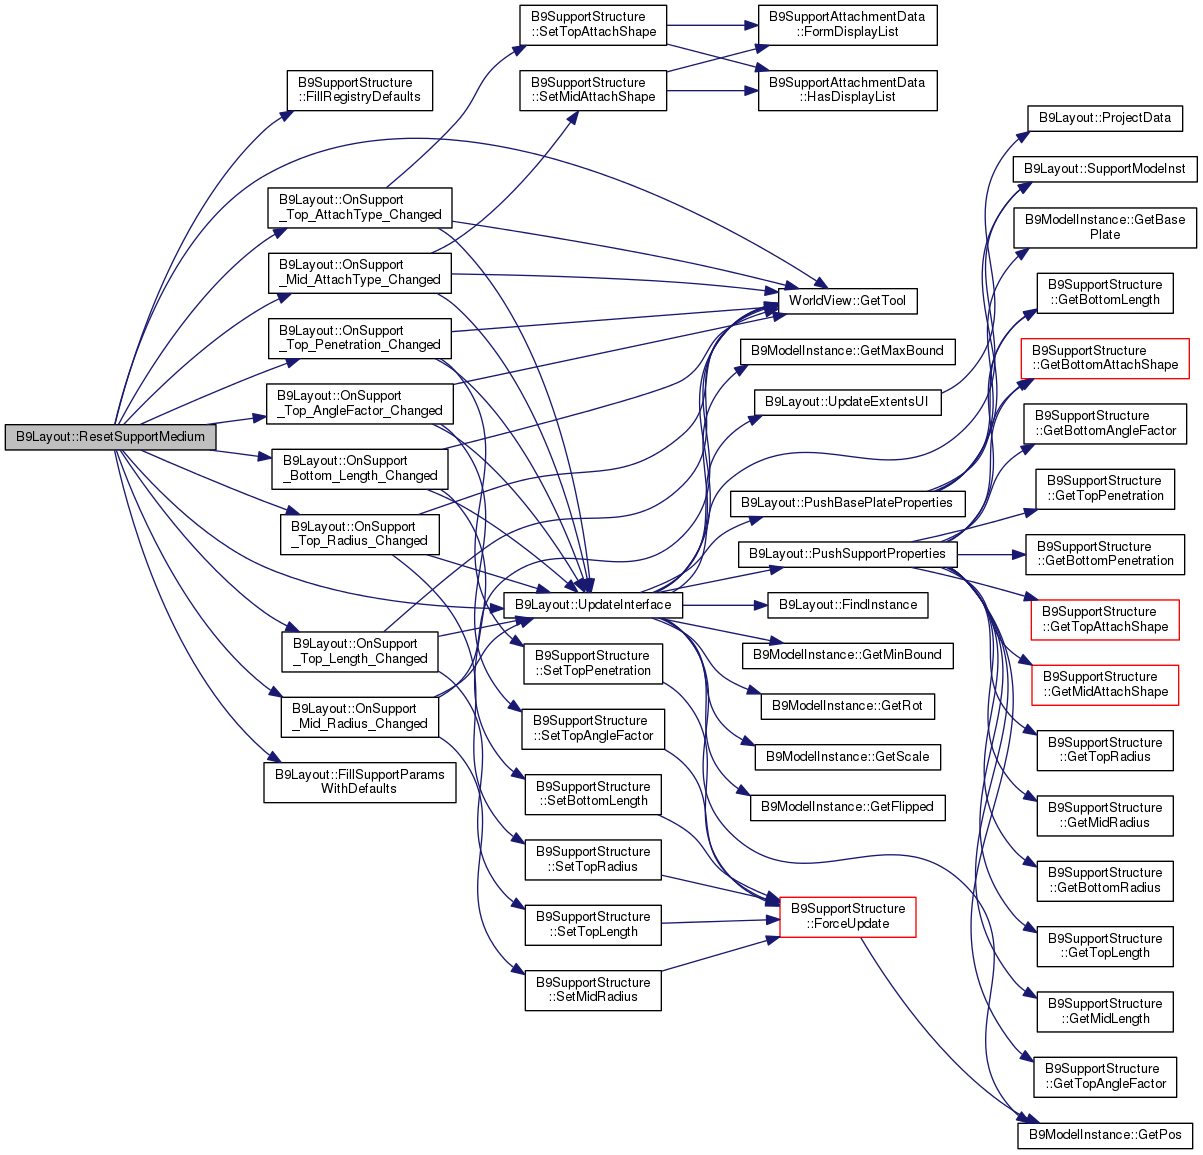 B9Layout::ResetSupportMedium
B9SupportStructure
::FillRegistryDefaults
B9Layout::OnSupport
_Top_AttachType_Changed
B9Layout::OnSupport
_Mid_AttachType_Changed
B9Layout::OnSupport
_Top_Penetration_Changed
B9Layout::OnSupport
_Top_AngleFactor_Changed
B9Layout::OnSupport
_Bottom_Length_Changed
B9Layout::OnSupport
_Top_Radius_Changed
B9Layout::OnSupport
_Top_Length_Changed
B9Layout::OnSupport
_Mid_Radius_Changed
B9Layout::FillSupportParams
WithDefaults
B9SupportStructure
::SetTopAttachShape
B9SupportStructure
::SetMidAttachShape
B9Layout::UpdateInterface
B9SupportStructure
::SetTopPenetration
B9SupportStructure
::SetTopAngleFactor
B9SupportStructure
::SetBottomLength
B9SupportStructure
::SetTopRadius
B9SupportStructure
::SetTopLength
B9SupportStructure
::SetMidRadius
B9SupportAttachmentData
::FormDisplayList
B9SupportAttachmentData
::HasDisplayList
WorldView::GetTool
B9ModelInstance::GetMaxBound
B9Layout::UpdateExtentsUI
B9Layout::PushBasePlateProperties
B9Layout::PushSupportProperties
B9Layout::FindInstance
B9ModelInstance::GetMinBound
B9ModelInstance::GetRot
B9ModelInstance::GetScale
B9ModelInstance::GetFlipped
B9SupportStructure
::ForceUpdate
B9Layout::ProjectData
B9Layout::SupportModeInst
B9ModelInstance::GetBase
Plate
B9SupportStructure
::GetBottomLength
B9SupportStructure
::GetBottomAttachShape
B9SupportStructure
::GetBottomAngleFactor
B9SupportStructure
::GetTopPenetration
B9SupportStructure
::GetBottomPenetration
B9SupportStructure
::GetTopAttachShape
B9SupportStructure
::GetMidAttachShape
B9SupportStructure
::GetTopRadius
B9SupportStructure
::GetMidRadius
B9SupportStructure
::GetBottomRadius
B9SupportStructure
::GetTopLength
B9SupportStructure
::GetMidLength
B9SupportStructure
::GetTopAngleFactor
B9ModelInstance::GetPos